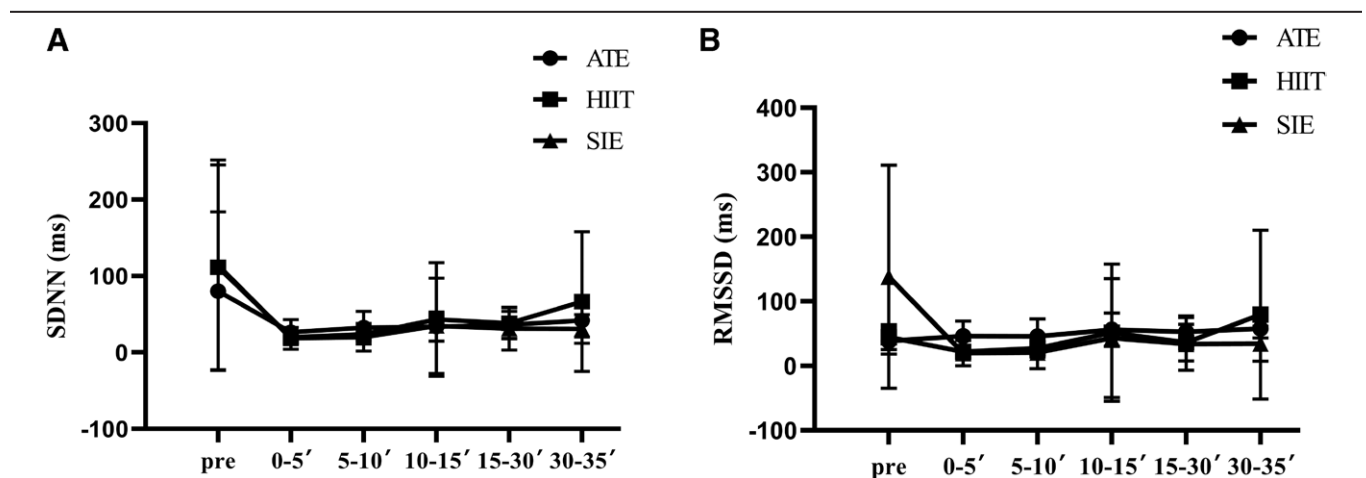 A
ATE
HIIT
SIE
300
200
100
0
-100
SDNN (ms)
pre 0-5′ 5-10′ 10-15′ 15-30′ 30-35′
B
ATE
HIIT
SIE
400
300
200
100
0
-100
RMSSD (ms)
pre 0-5′ 5-10′ 10-15′ 15-30′ 30-35′